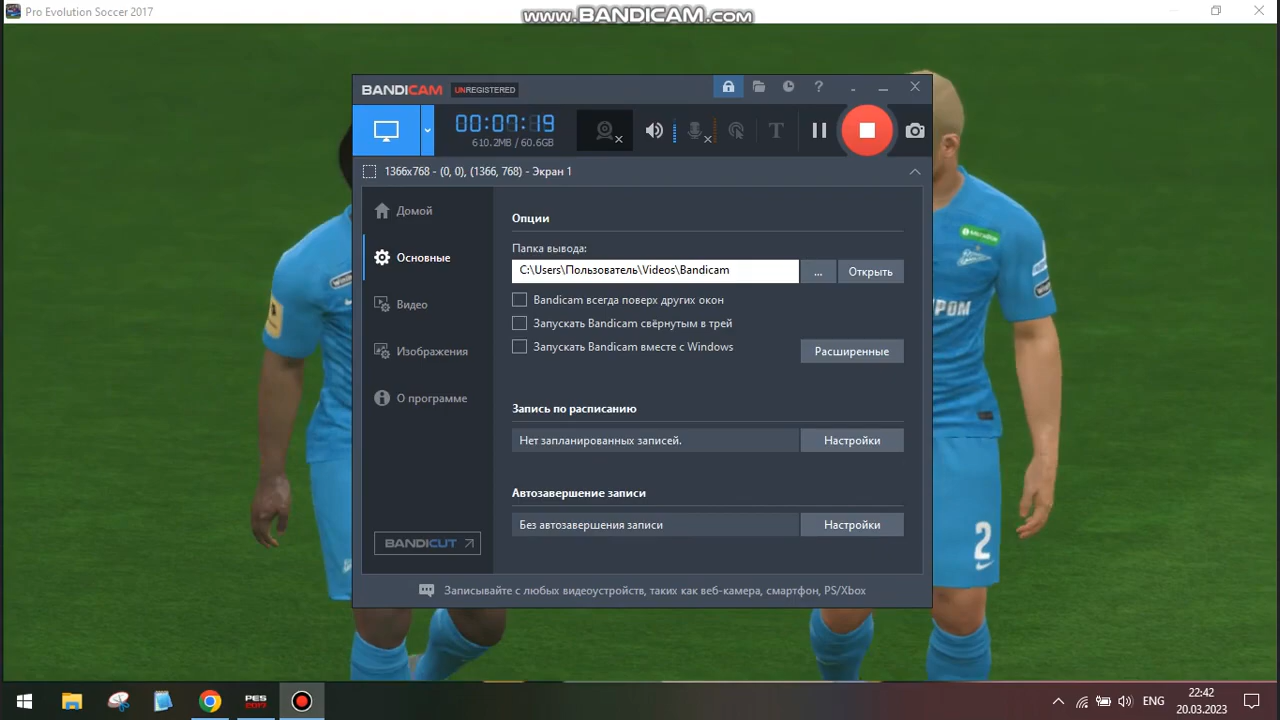 Pro Evolution Soccer 2017
www.BANDICAM.com
BANDICAM UNREGISTERED
?
00:07:19
610.2MB / 60.6GB
T
1366x768 - (0, 0), (1366, 768) - Экран 1
Домой
Основные
Видео
Изображения
О программе
BANDICUT
Опции
Папка вывода:
C:\Users\Пользователь\Videos\Bandicam
...
Открыть
Bandicam всегда поверх других окон
Запускать Bandicam свёрнутым в трей
Запускать Bandicam вместе с Windows
Расширенные
Запись по расписанию
Нет запланированных записей.
Настройки
Автозавершение записи
Без автозавершения записи
Настройки
Записывайте с любых видеоустройств, таких как веб-камера, смартфон, PS/Xbox
2
PES 2017
ENG
22:42
20.03.2023